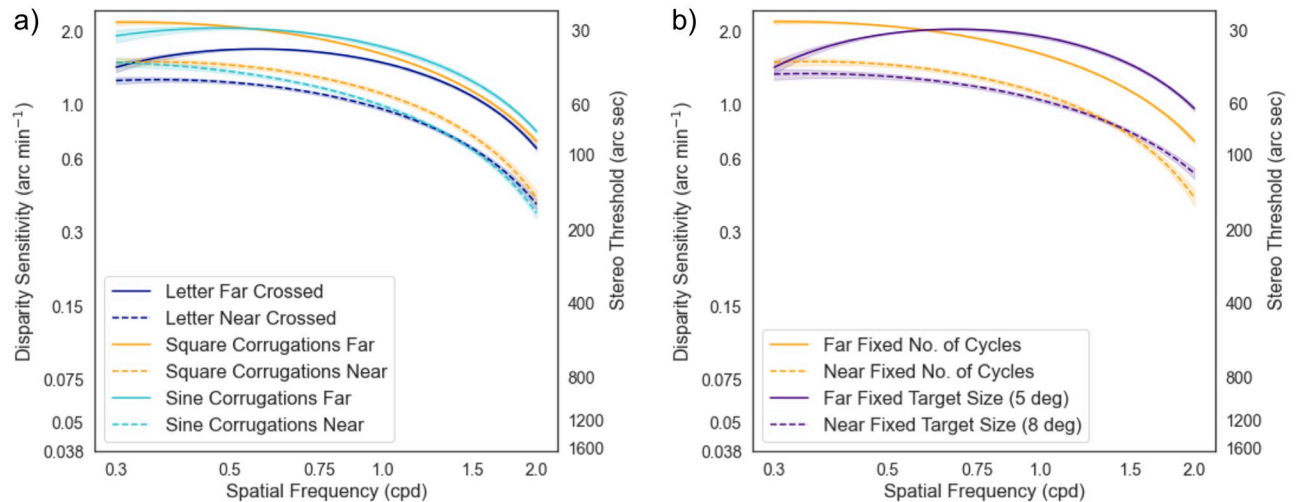 a)
2.0
1.0
0.6
0.3
0.15
0.075
0.05
0.038
Disparity Sensitivity (arc min⁻¹)
30
60
100
200
400
800
1200
1600
Stereo Threshold (arc sec)
Letter Far Crossed
Letter Near Crossed
Square Corrugations Far
Square Corrugations Near
Sine Corrugations Far
Sine Corrugations Near
0.3 0.5 0.75 1.0 1.5 2.0
Spatial Frequency (cpd)
b)
2.0
1.0
0.6
0.3
0.15
0.075
0.05
0.038
Disparity Sensitivity (arc min⁻¹)
30
60
100
200
400
800
1200
1600
Stereo Threshold (arc sec)
Far Fixed No. of Cycles
Near Fixed No. of Cycles
Far Fixed Target Size (5 deg)
Near Fixed Target Size (8 deg)
0.3 0.5 0.75 1.0 1.5 2.0
Spatial Frequency (cpd)